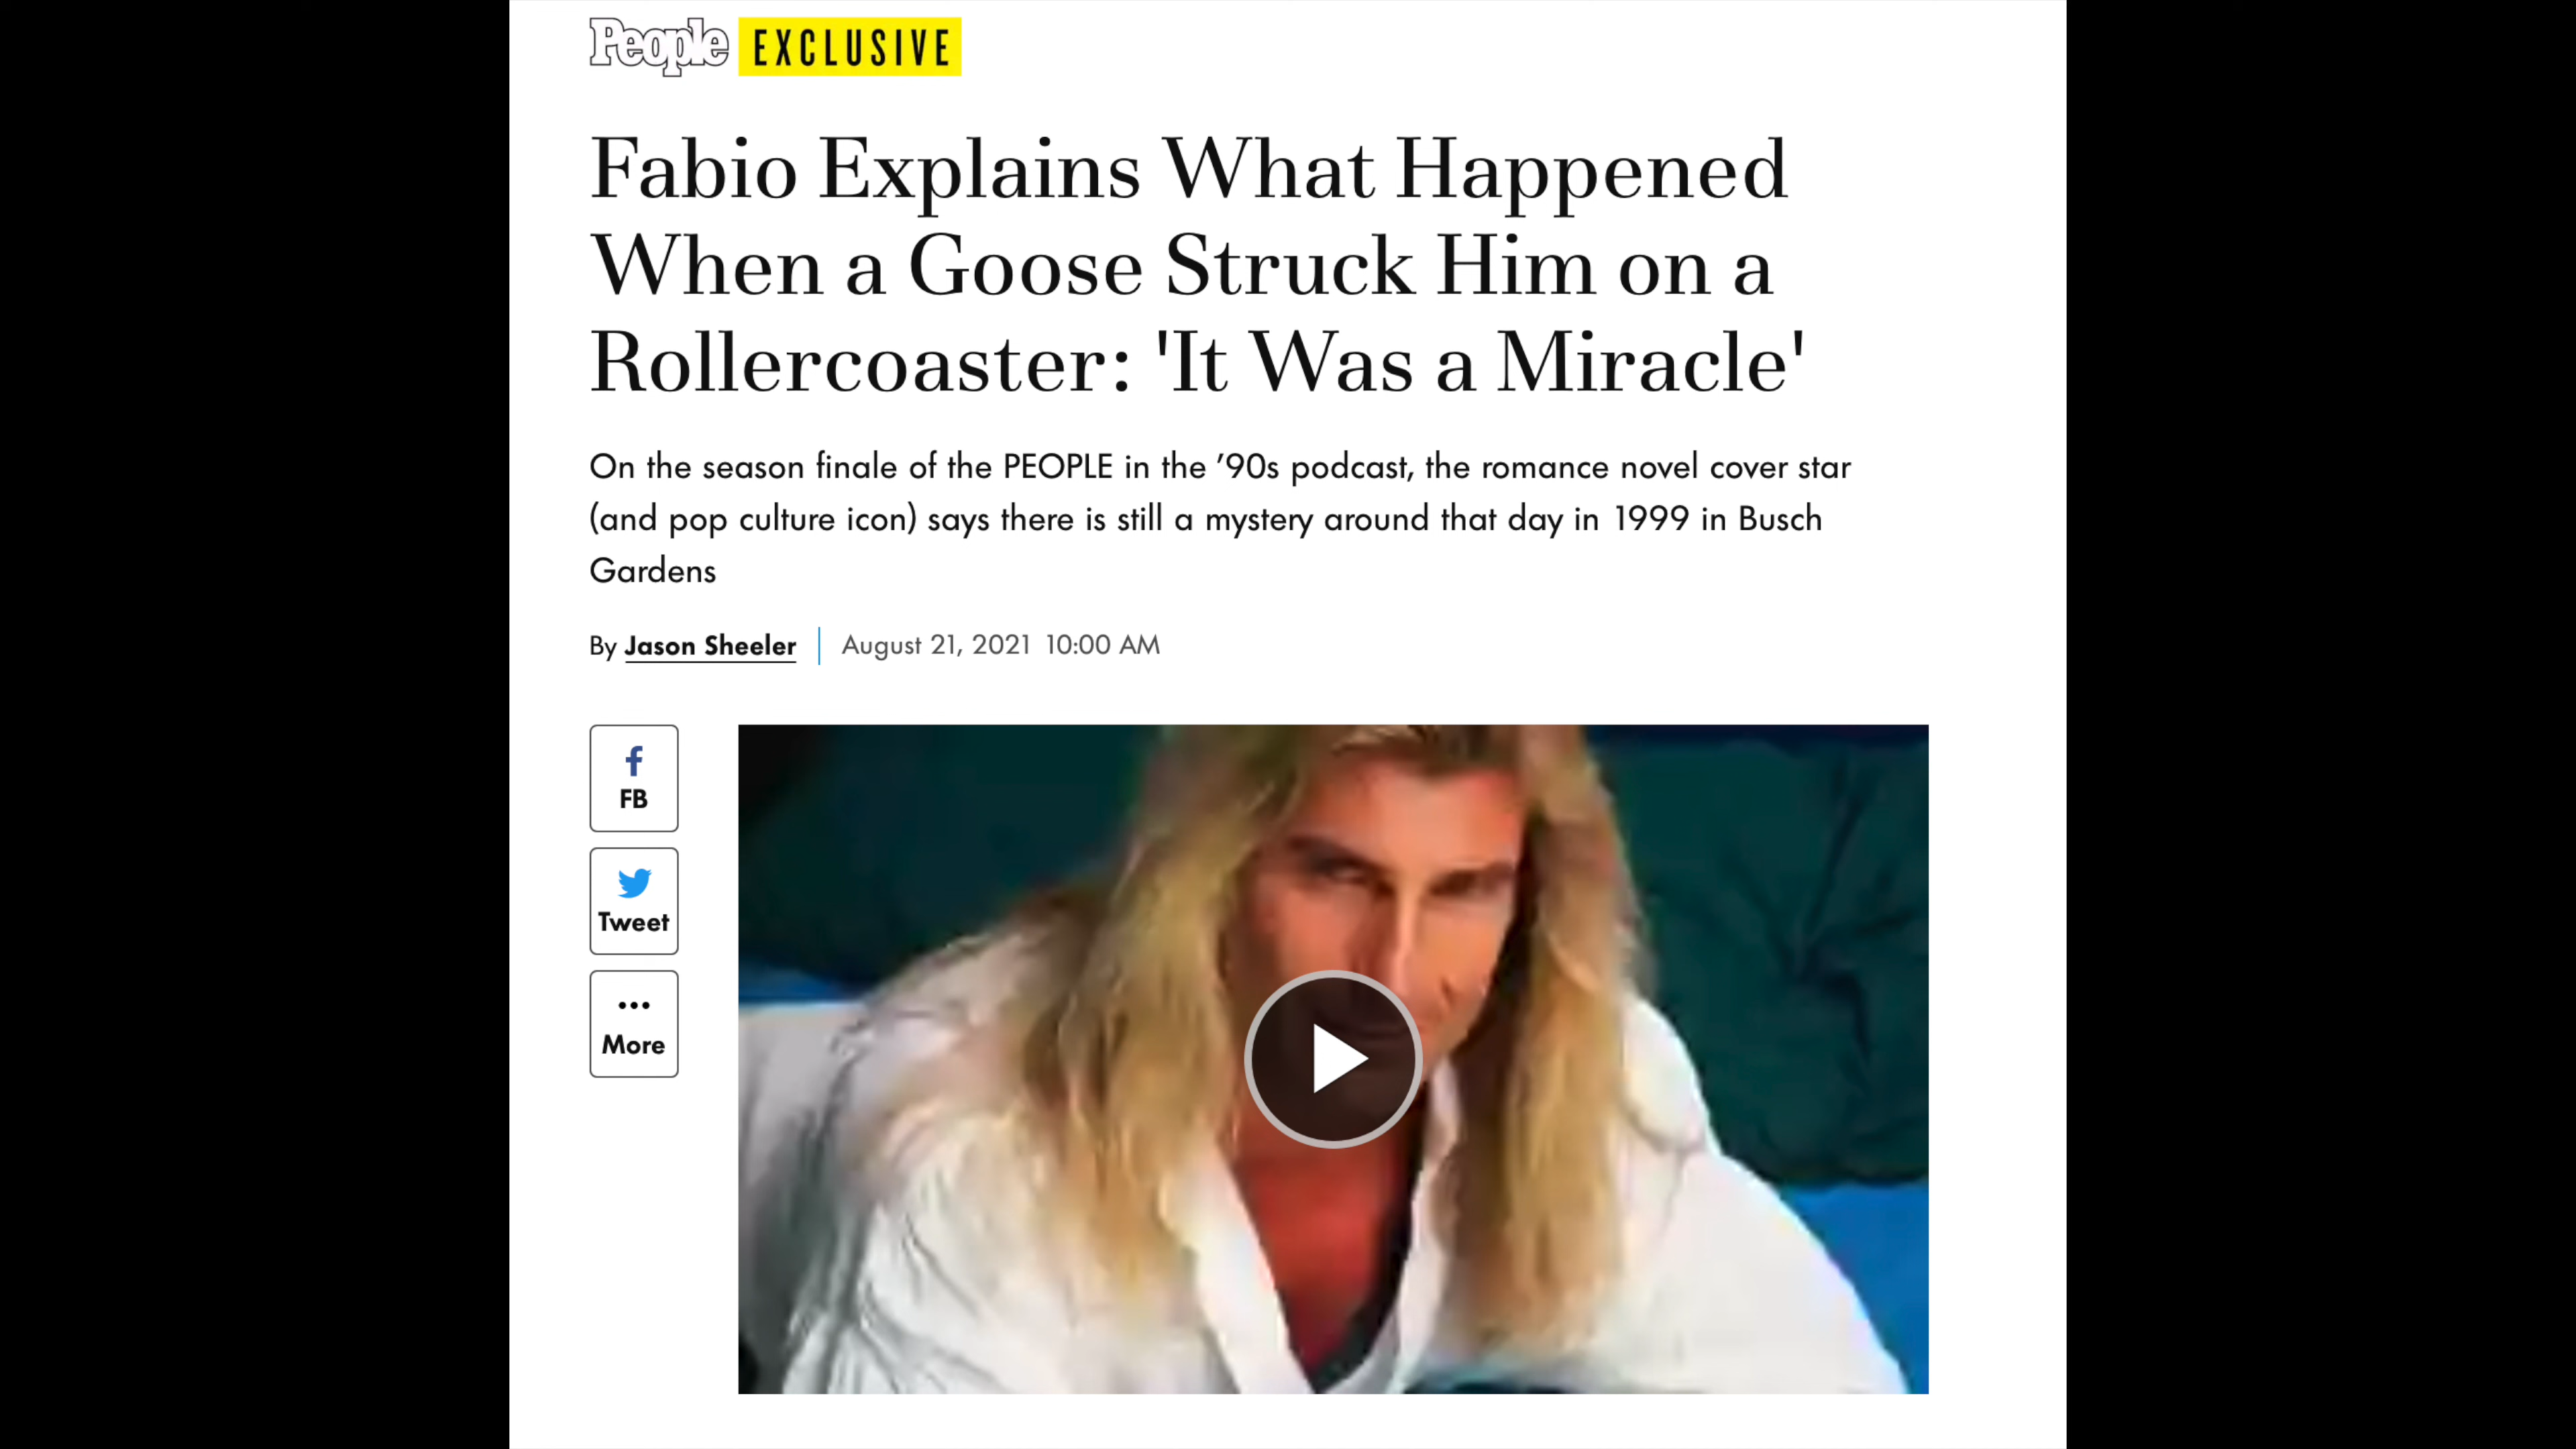 People EXCLUSIVE
Fabio Explains What Happened
When a Goose Struck Him on a
Rollercoaster: 'It Was a Miracle'
On the season finale of the PEOPLE in the ’90s podcast, the romance novel cover star
(and pop culture icon) says there is still a mystery around that day in 1999 in Busch
Gardens
By Jason Sheeler August 21, 2021 10:00 AM
FB
Tweet
More